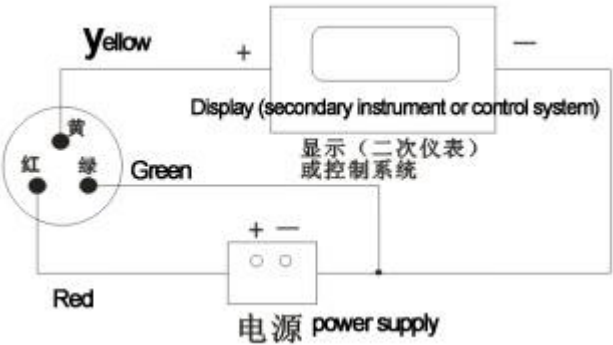 Yellow
+
—
Display (secondary instrument or control system)
显示（二次仪表）
或控制系统
黄
红
绿
Green
+ —
Red
电源 power supply